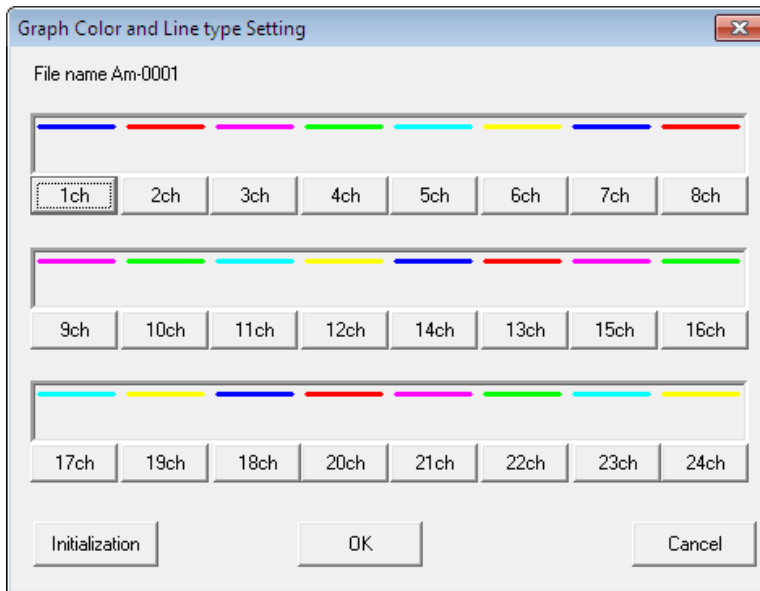 Graph Color and Line type Setting
File name Am-0001
1ch 2ch 3ch 4ch 5ch 6ch 7ch 8ch
9ch 10ch 11ch 12ch 14ch 13ch 15ch 16ch
17ch 19ch 18ch 20ch 21ch 22ch 23ch 24ch
Initialization OK Cancel